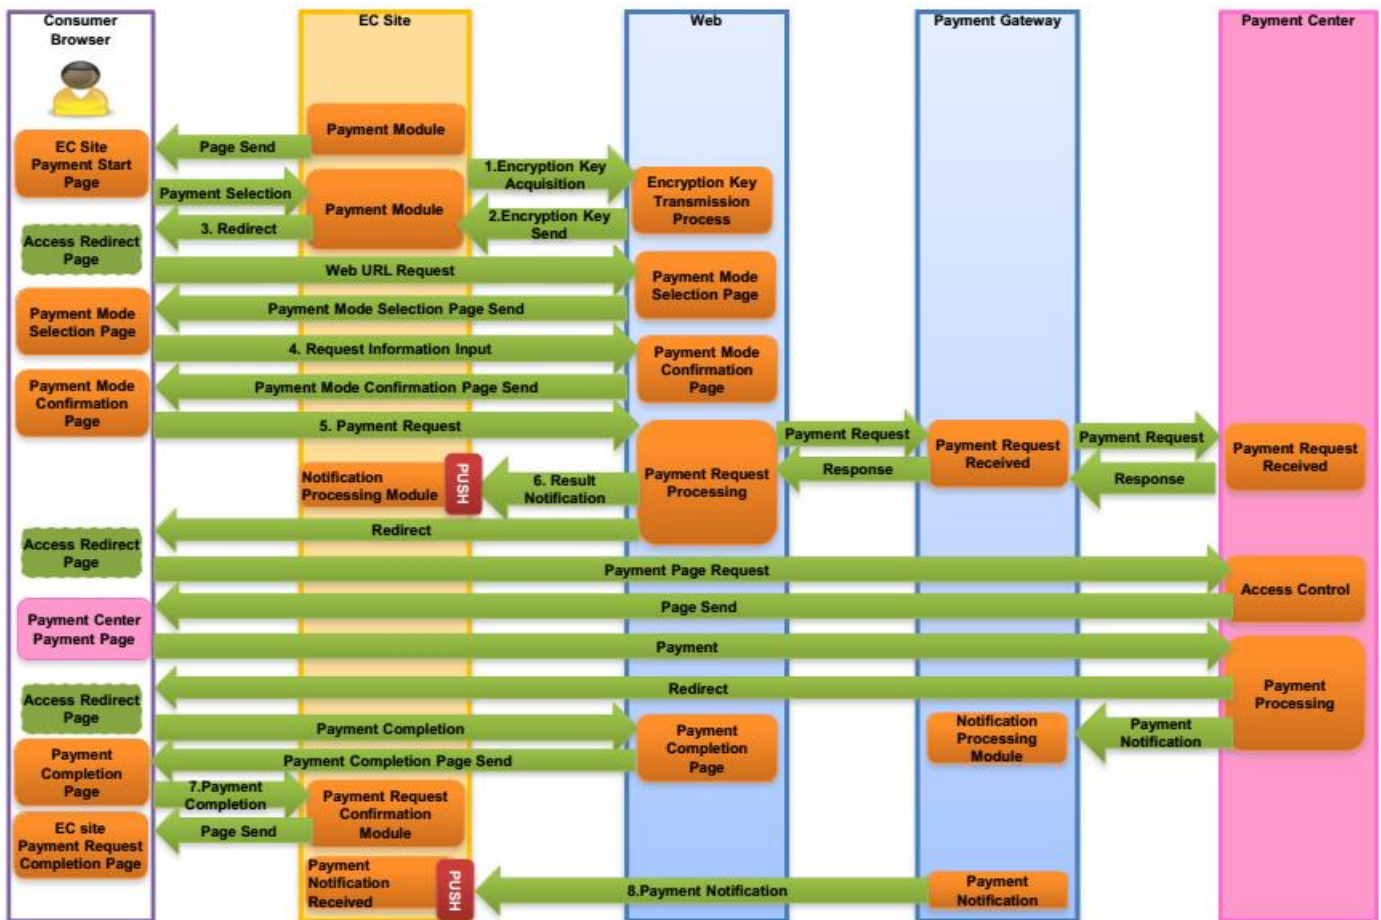 Consumer
Browser
EC Site
Web
Payment Gateway
Payment Center
Payment Module
EC Site
Payment Start
Page
Page Send
1.Encryption Key
Acquisition
Payment Selection
Payment Module
Encryption Key
Transmission
Process
2.Encryption Key
Send
3. Redirect
Access Redirect
Page
Web URL Request
Payment Mode
Selection Page
Payment Mode Selection Page Send
Payment Mode
Selection Page
4. Request Information Input
Payment Mode
Confirmation
Page
Payment Mode Confirmation Page Send
Payment Mode
Confirmation
Page
5. Payment Request
Payment Request
Payment Request
Received
Payment Request
Payment Request
Received
Response
Response
Payment Request
Processing
Notification
Processing Module
PUSH
6. Result
Notification
Redirect
Access Redirect
Page
Payment Page Request
Access Control
Page Send
Payment Center
Payment Page
Payment
Payment
Processing
Redirect
Access Redirect
Page
Payment Completion
Payment
Completion
Page
Notification
Processing
Module
Payment
Notification
Payment Completion Page Send
Payment
Completion
Page
7.Payment
Completion
Payment Request
Confirmation
Module
Page Send
EC site
Payment Request
Completion Page
Payment
Notification
Received
PUSH
8.Payment Notification
Payment
Notification